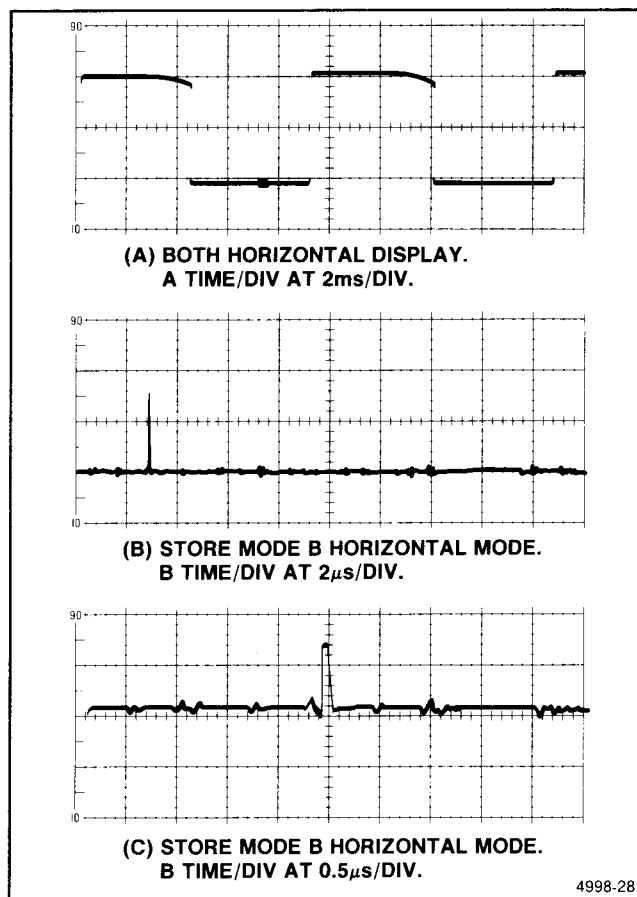 90
10
(A) BOTH HORIZONTAL DISPLAY.
A TIME/DIV AT 2ms/DIV.
90
10
(B) STORE MODE B HORIZONTAL MODE.
B TIME/DIV AT 2μs/DIV.
90
10
(C) STORE MODE B HORIZONTAL MODE.
B TIME/DIV AT 0.5μs/DIV.
4998-28